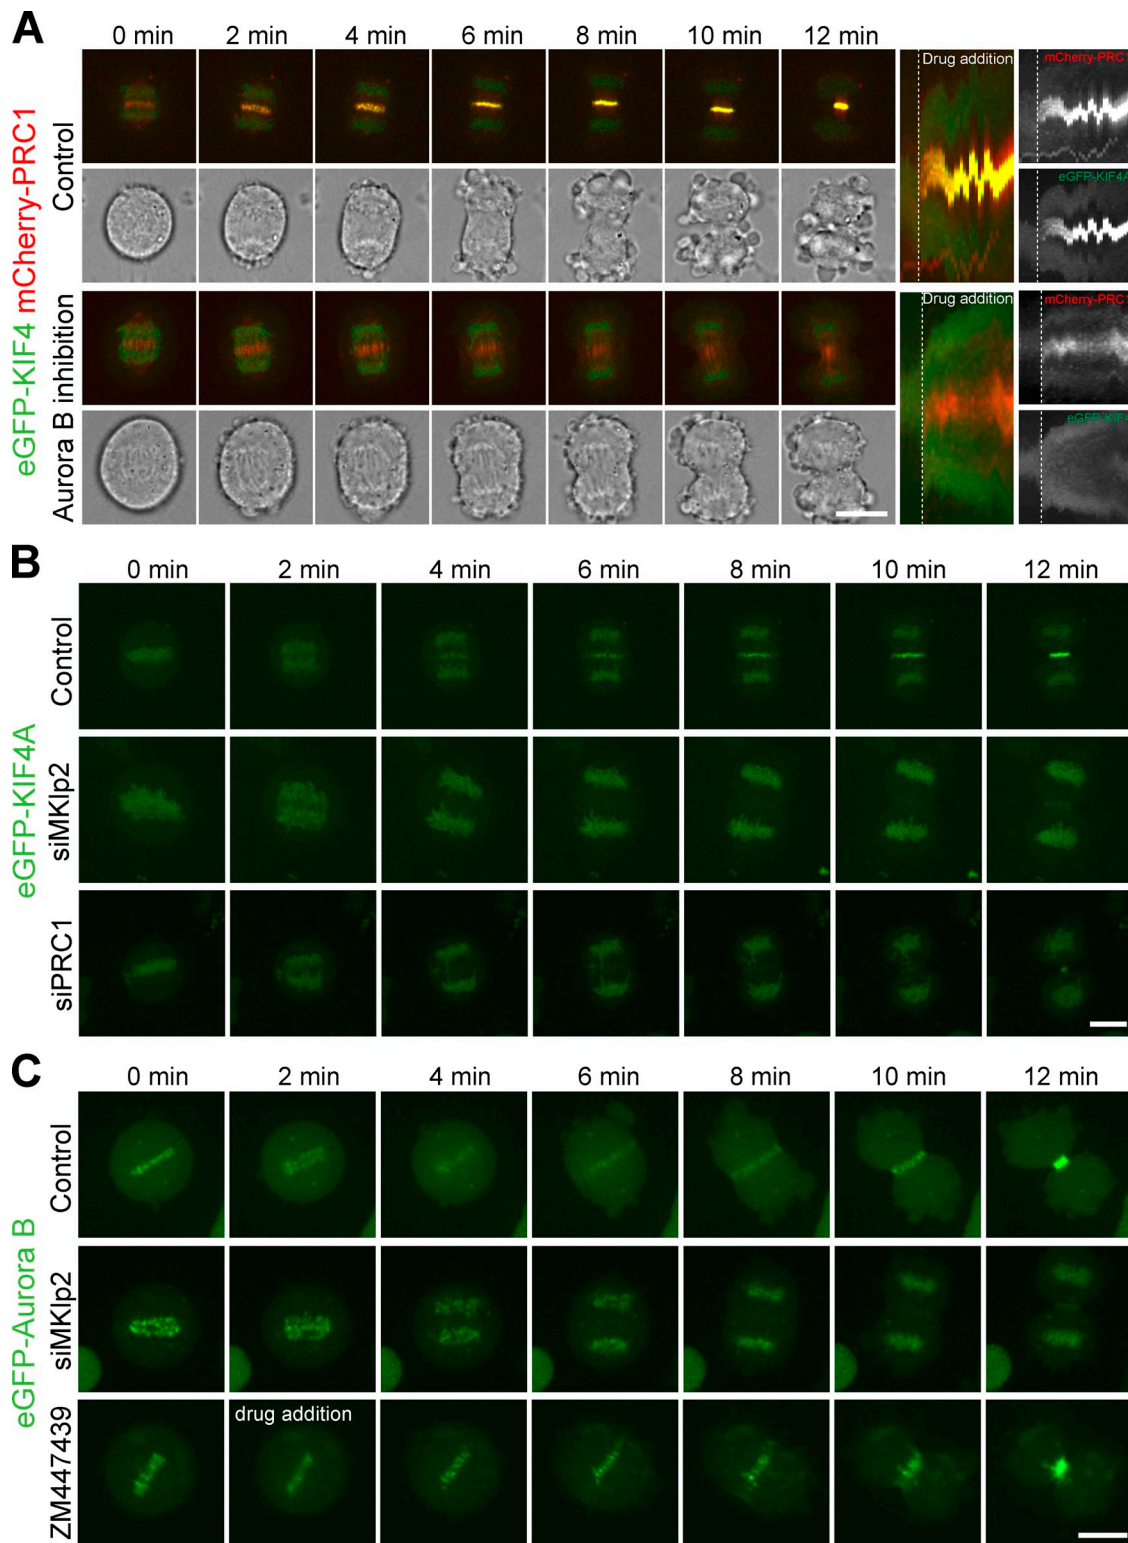 A
0 min 2 min 4 min 6 min 8 min 10 min 12 min
eGFP-KIF4 mCherry-PRC1
Control
Drug addition
mCherry-PRC1
eGFP-KIF4A
Aurora B inhibition
Drug addition
mCherry-PRC1
eGFP-KIF4
B
0 min 2 min 4 min 6 min 8 min 10 min 12 min
eGFP-KIF4A
Control
siMKlp2
siPRC1
C
0 min 2 min 4 min 6 min 8 min 10 min 12 min
eGFP-Aurora B
Control
siMKlp2
ZM447439
drug addition